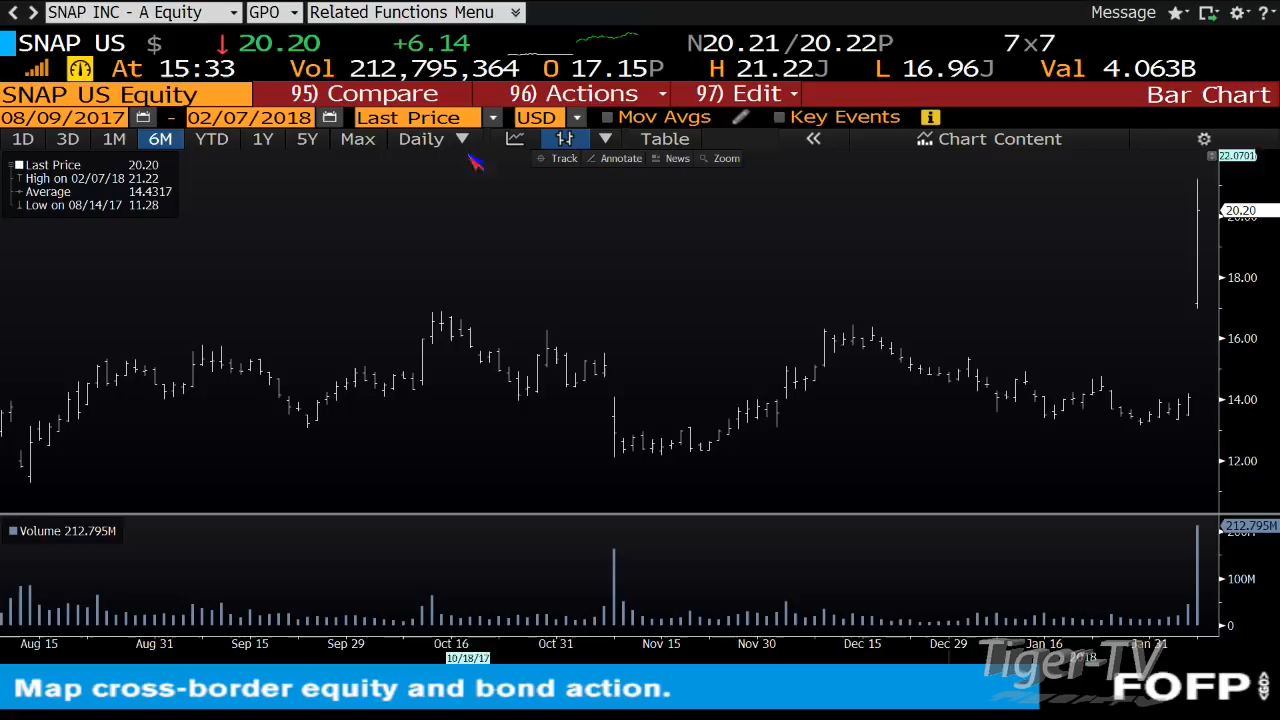 SNAP INC - A Equity GPO Related Functions Menu Message
SNAP US $ 20.20 +6.14 N20.21/20.22P 7x7
At 15:33 Vol 212,795,364 O 17.15P H 21.22J L 16.96J Val 4.063B
SNAP US Equity 95) Compare 96) Actions 97) Edit Bar Chart
08/09/2017 - 02/07/2018 Last Price USD Mov Avgs Key Events
1D 3D 1M 6M YTD 1Y 5Y Max Daily Table Chart Content
Track Annotate News Zoom
22.0701
Last Price 20.20
High on 02/07/18 21.22
Average 14.4317
Low on 08/14/17 11.28
20.20
20.00
18.00
16.00
14.00
12.00
Volume 212.795M
212.795M
200M
100M
0
Aug 15 Aug 31 Sep 15 Sep 29 Oct 16 Oct 31 Nov 15 Nov 30 Dec 15 Dec 29 Jan 16 Jan 31
10/18/17 2018
Tiger-TV
Map cross-border equity and bond action.
FOFP GO